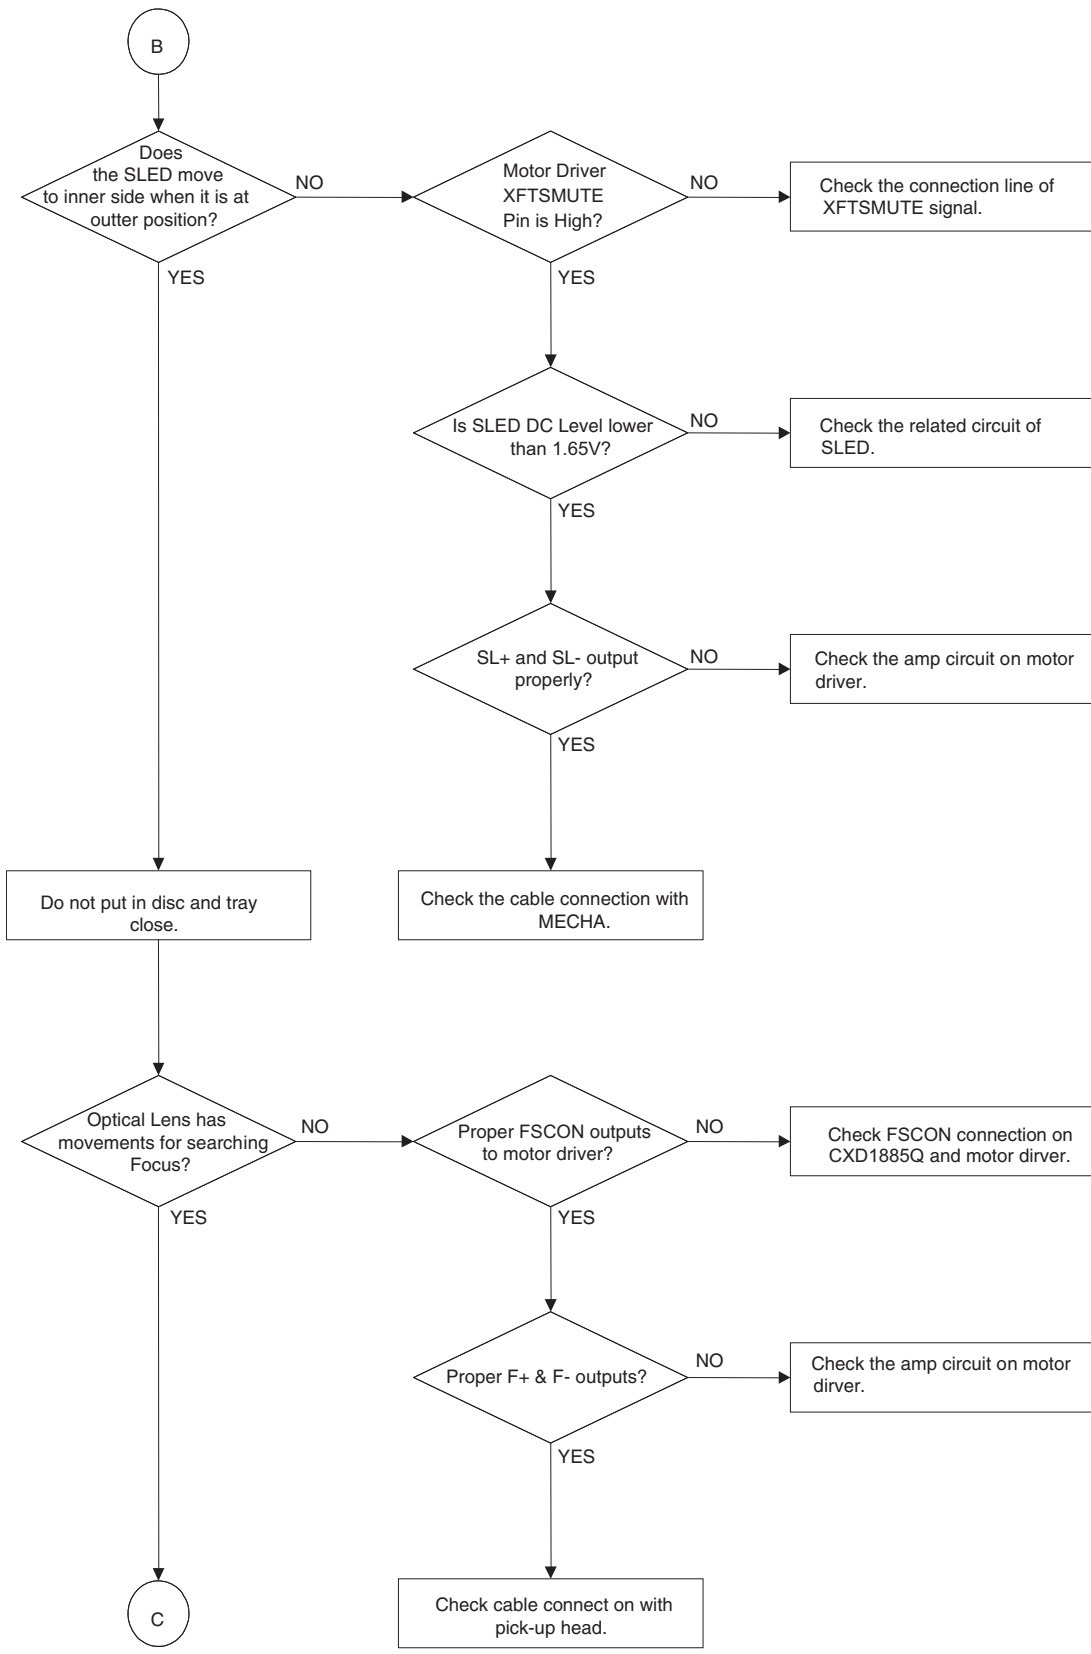 B
Does
the SLED move
to inner side when it is at
outter position?
NO
Motor Driver
XFTSMUTE
Pin is High?
NO
Check the connection line of
XFTSMUTE signal.
YES
YES
Is SLED DC Level lower
than 1.65V?
NO
Check the related circuit of
SLED.
YES
SL+ and SL- output
properly?
NO
Check the amp circuit on motor
driver.
YES
Do not put in disc and tray
close.
Check the cable connection with
MECHA.
Optical Lens has
movements for searching
Focus?
NO
Proper FSCON outputs
to motor driver?
NO
Check FSCON connection on
CXD1885Q and motor dirver.
YES
YES
Proper F+ & F- outputs?
NO
Check the amp circuit on motor
dirver.
YES
C
Check cable connect on with
pick-up head.